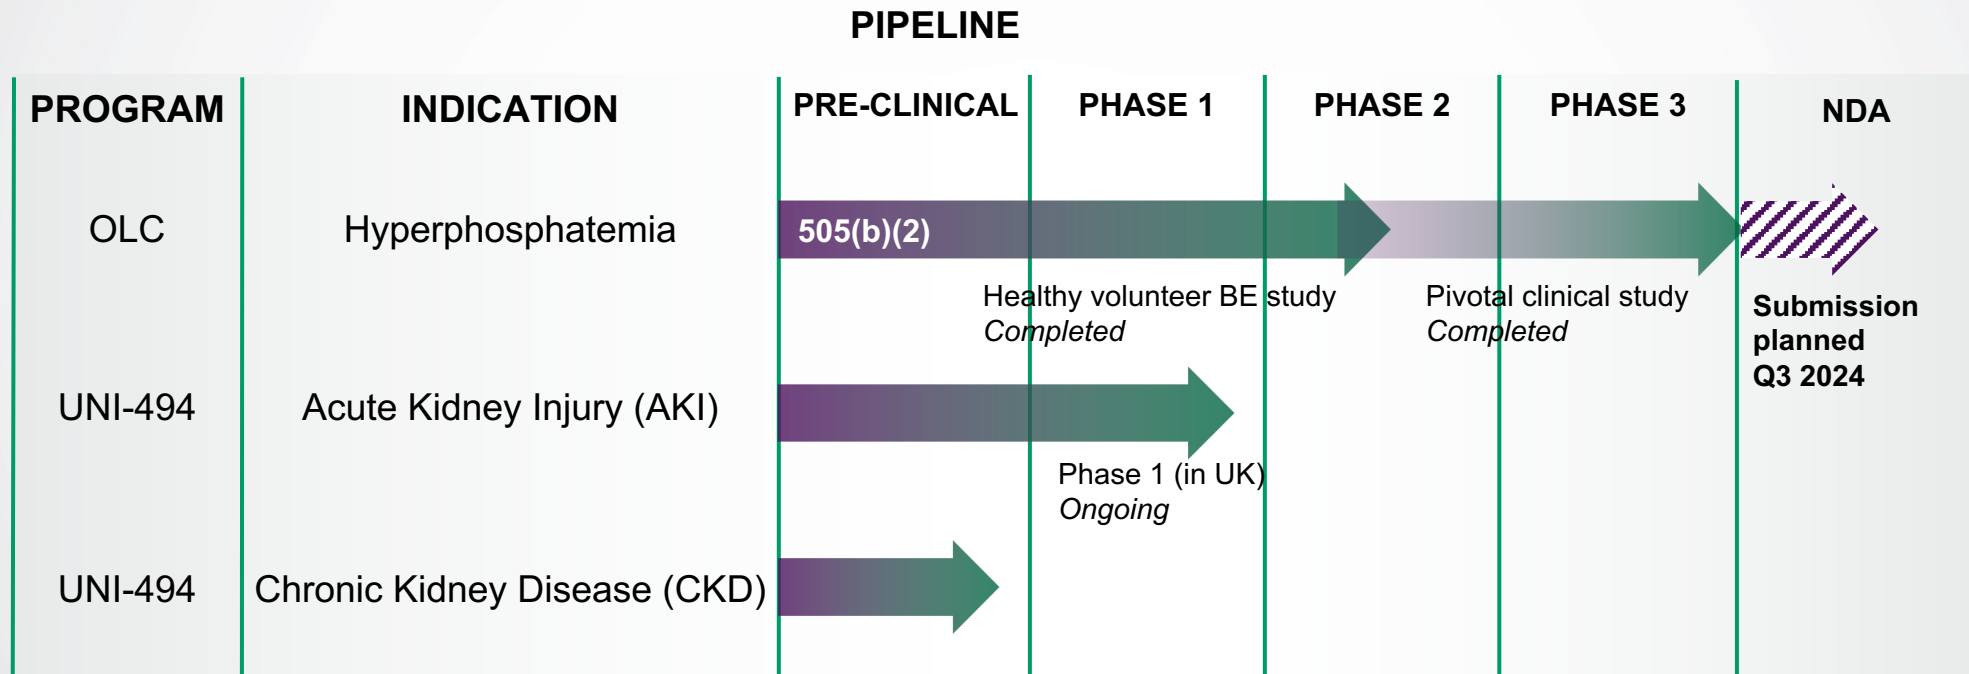 PIPELINE
PROGRAM
INDICATION
PRE-CLINICAL
PHASE 1
PHASE 2
PHASE 3
NDA
OLC
Hyperphosphatemia
505(b)(2)
Healthy volunteer BE study
Completed
Pivotal clinical study
Completed
Submission
planned
Q3 2024
UNI-494
Acute Kidney Injury (AKI)
Phase 1 (in UK)
Ongoing
UNI-494
Chronic Kidney Disease (CKD)